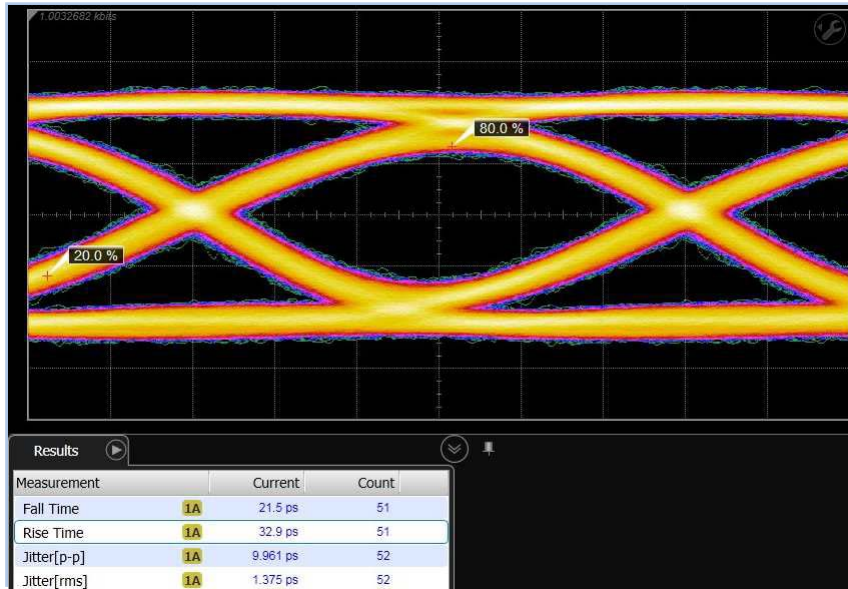 1.0032682 kbits
80.0 %
20.0 %
Results
Measurement Current Count
Fall Time 1A 21.5 ps 51
Rise Time 1A 32.9 ps 51
Jitter[p-p] 1A 9.961 ps 52
Jitter[rms] 1A 1.375 ps 52